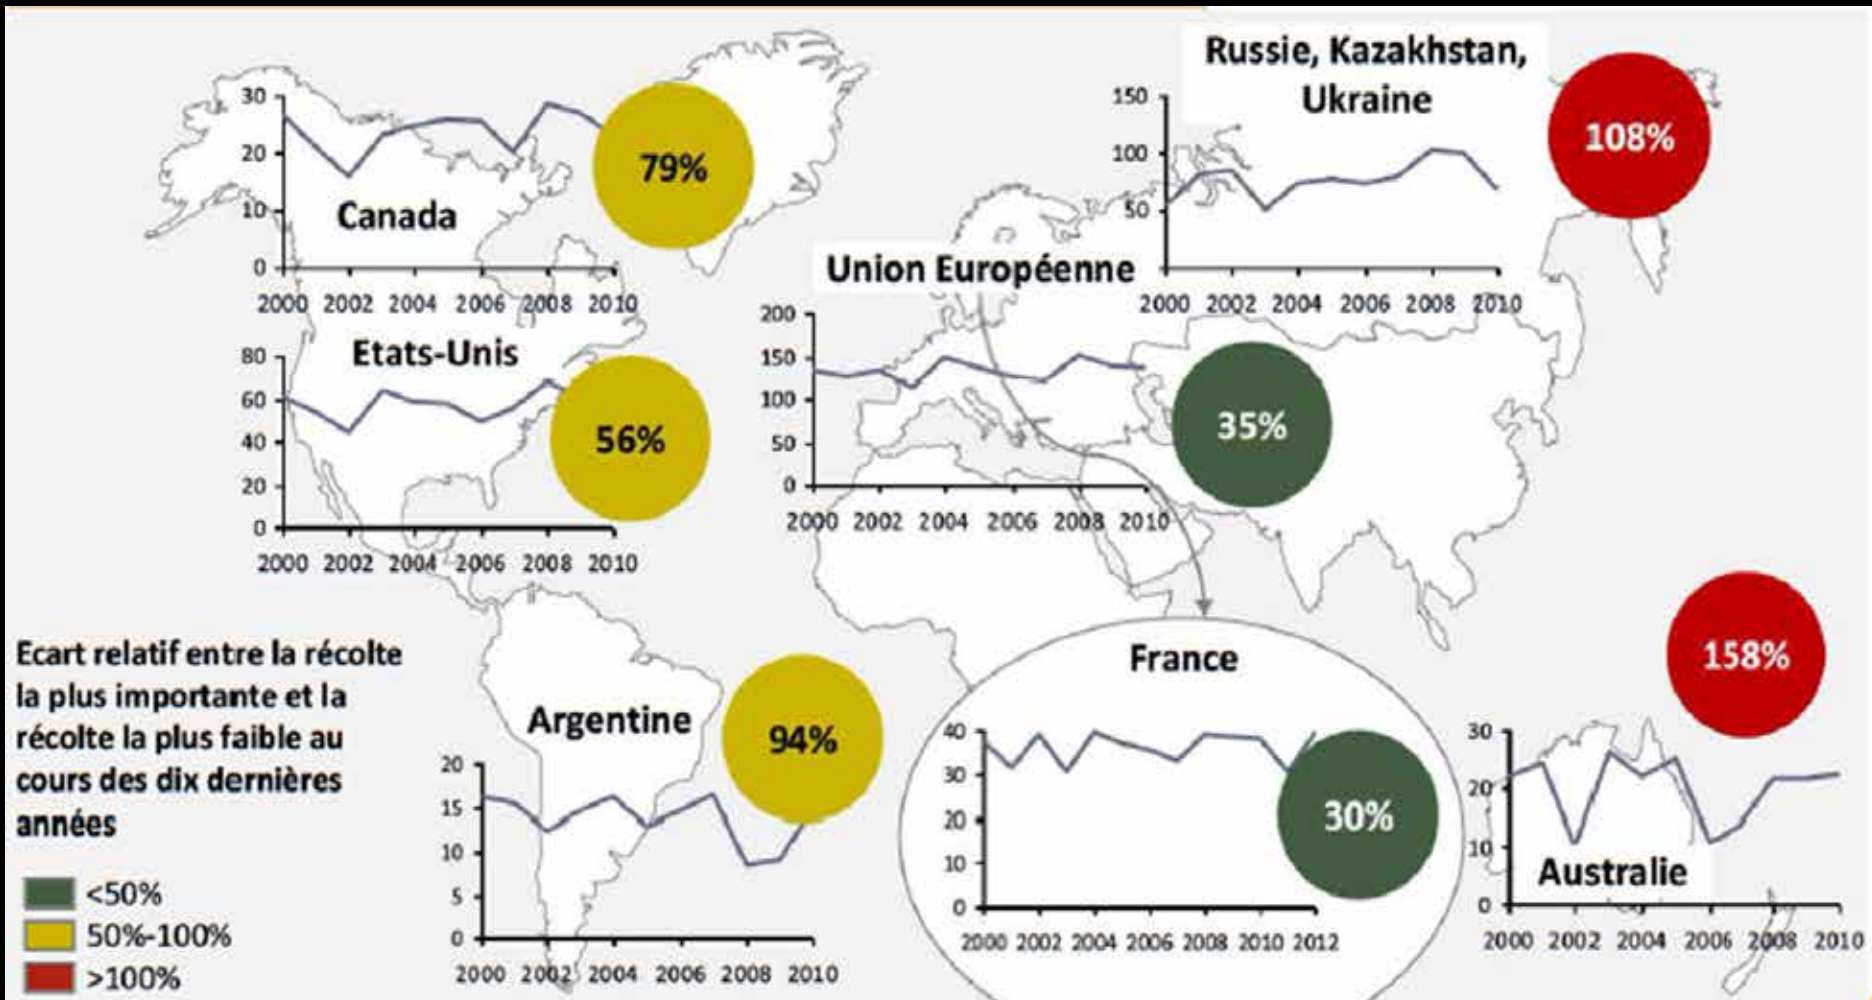 Russie, Kazakhstan,
Ukraine
150
100
50
2000 2002 2004 2006 2008 2010
108%
30
20
10
0
Canada
2000 2002 2004 2006 2008 2010
79%
Union Européenne
200
150
100
50
0
2000 2002 2004 2006 2008 2010
35%
Etats-Unis
80
60
40
20
0
2000 2002 2004 2006 2008 2010
56%
Ecart relatif entre la récolte
la plus importante et la
récolte la plus faible au
cours des dix dernières
années
<50%
50%-100%
>100%
Argentine
20
15
10
5
0
2000 2002 2004 2006 2008 2010
94%
France
40
30
20
10
0
2000 2002 2004 2006 2008 2010 2012
30%
158%
30
20
10
0
Australie
2000 2002 2004 2006 2008 2010